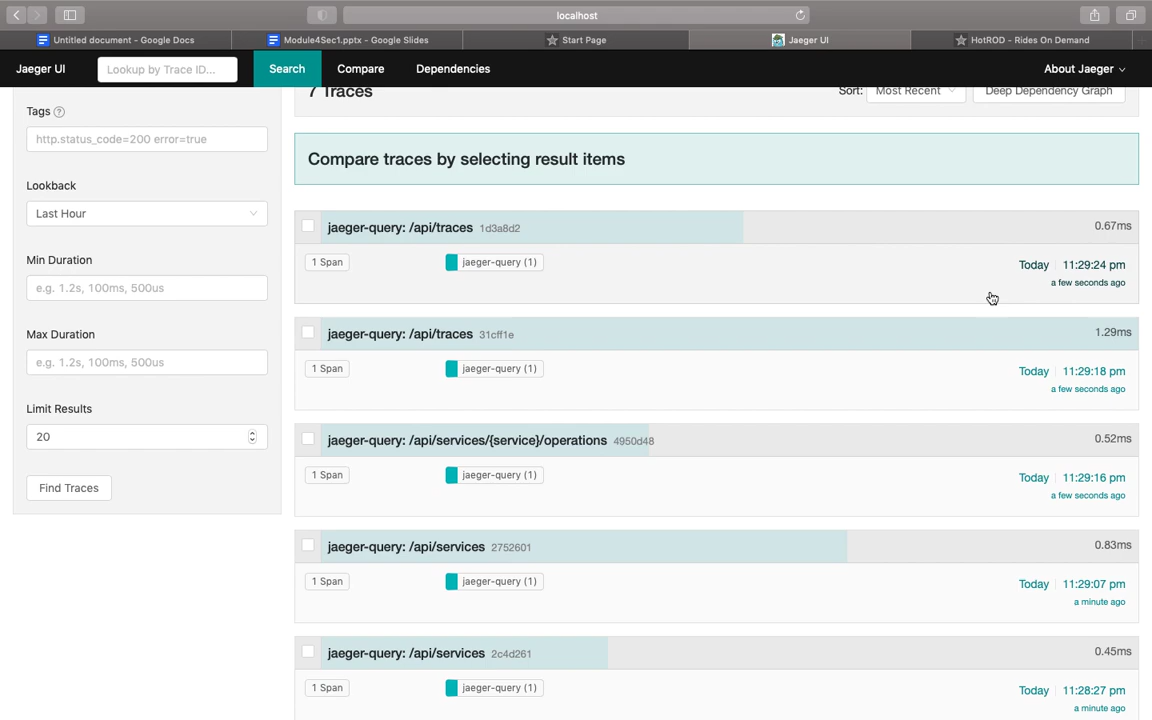 localhost
Untitled document - Google Docs
Module4Sec1.pptx - Google Slides
Start Page
Jaeger UI
HotROD - Rides On Demand
Jaeger UI
Lookup by Trace ID...
Search
Compare
Dependencies
About Jaeger
7 Traces
Sort:
Most Recent
Deep Dependency Graph
Tags
http.status_code=200 error=true
Lookback
Last Hour
Min Duration
e.g. 1.2s, 100ms, 500us
Max Duration
e.g. 1.2s, 100ms, 500us
Limit Results
20
Find Traces
Compare traces by selecting result items
jaeger-query: /api/traces 1d3a8d2 0.67ms
1 Span jaeger-query (1) Today 11:29:24 pm
a few seconds ago
jaeger-query: /api/traces 31cff1e 1.29ms
1 Span jaeger-query (1) Today 11:29:18 pm
a few seconds ago
jaeger-query: /api/services/{service}/operations 4950d48 0.52ms
1 Span jaeger-query (1) Today 11:29:16 pm
a few seconds ago
jaeger-query: /api/services 2752601 0.83ms
1 Span jaeger-query (1) Today 11:29:07 pm
a minute ago
jaeger-query: /api/services 2c4d261 0.45ms
1 Span jaeger-query (1) Today 11:28:27 pm
a minute ago